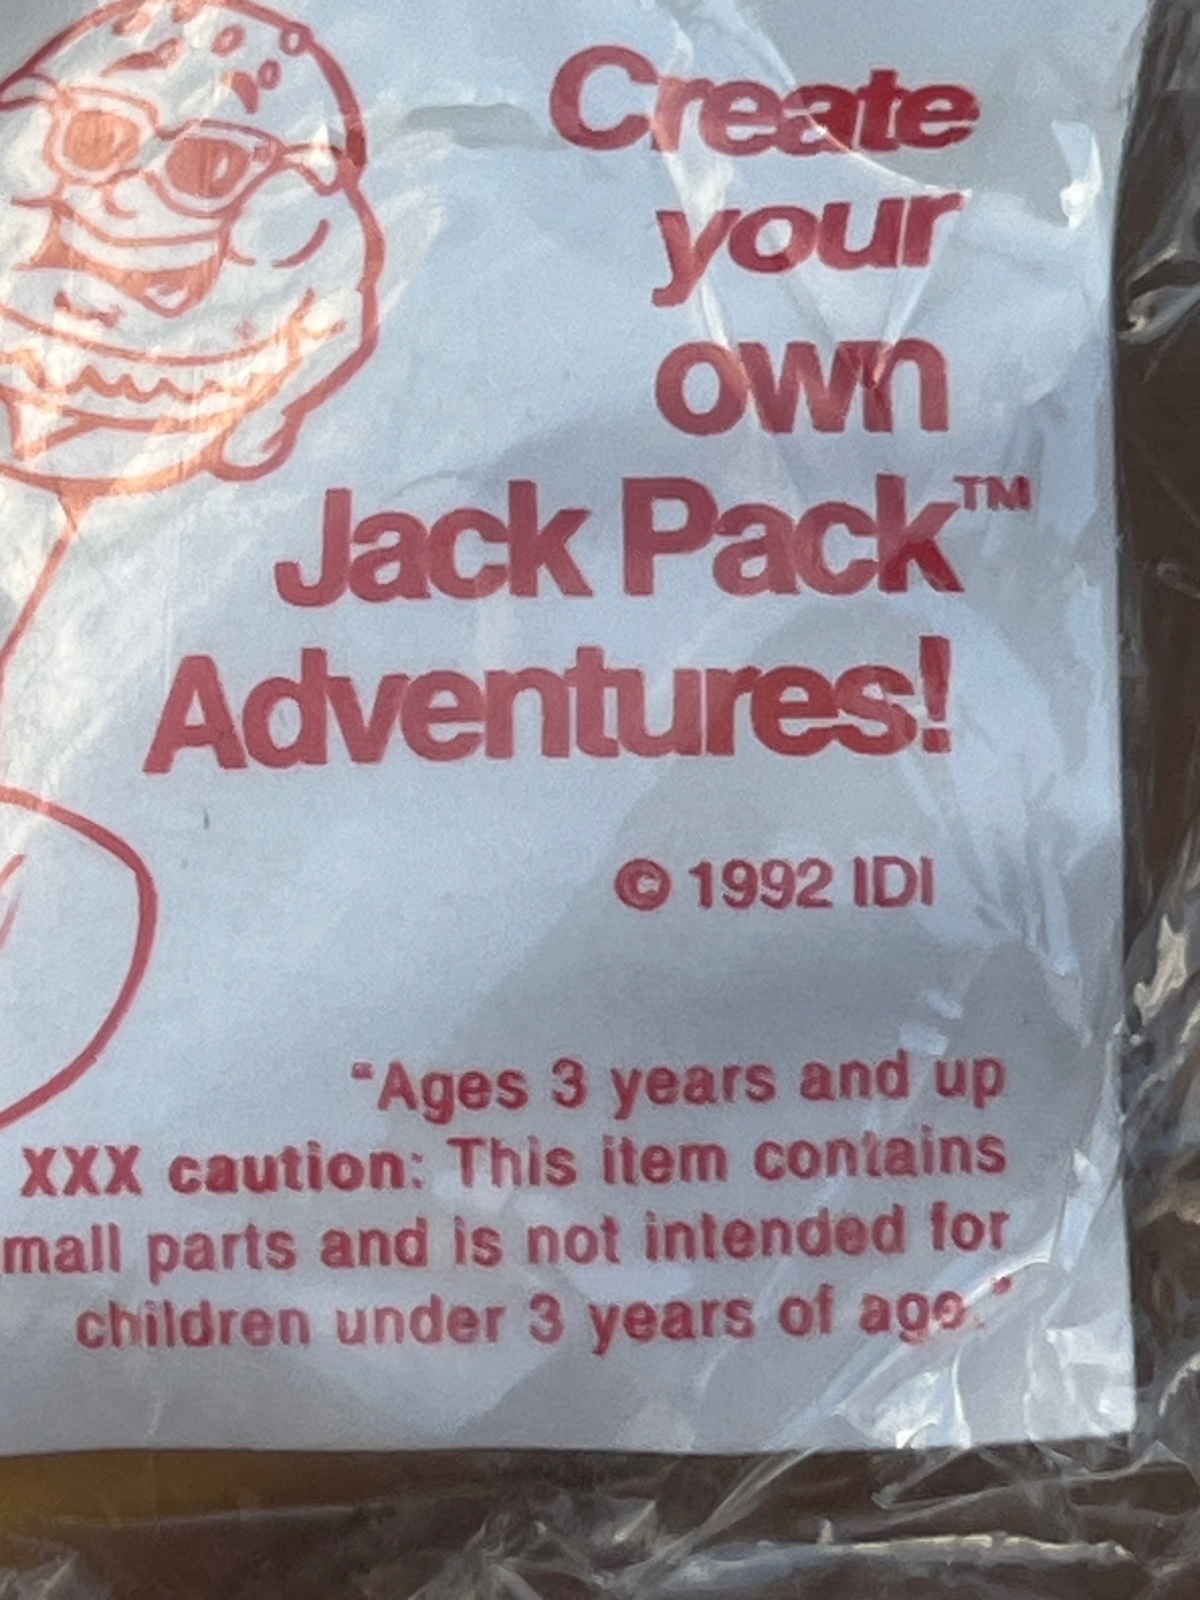 Create
your
own
Jack Pack™
Adventures!
© 1992 IDI
"Ages 3 years and up
XXX caution: This item contains
mall parts and is not intended for
children under 3 years of age."